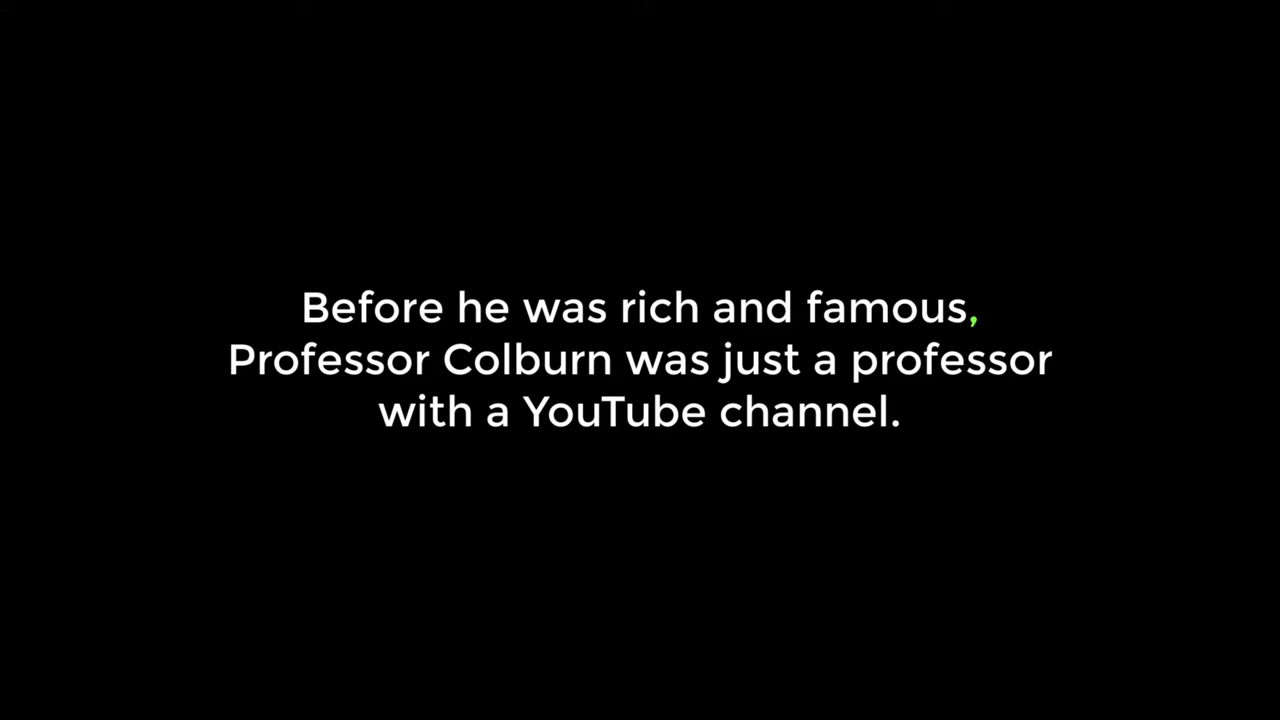 Before he was rich and famous,
Professor Colburn was just a professor
with a YouTube channel.